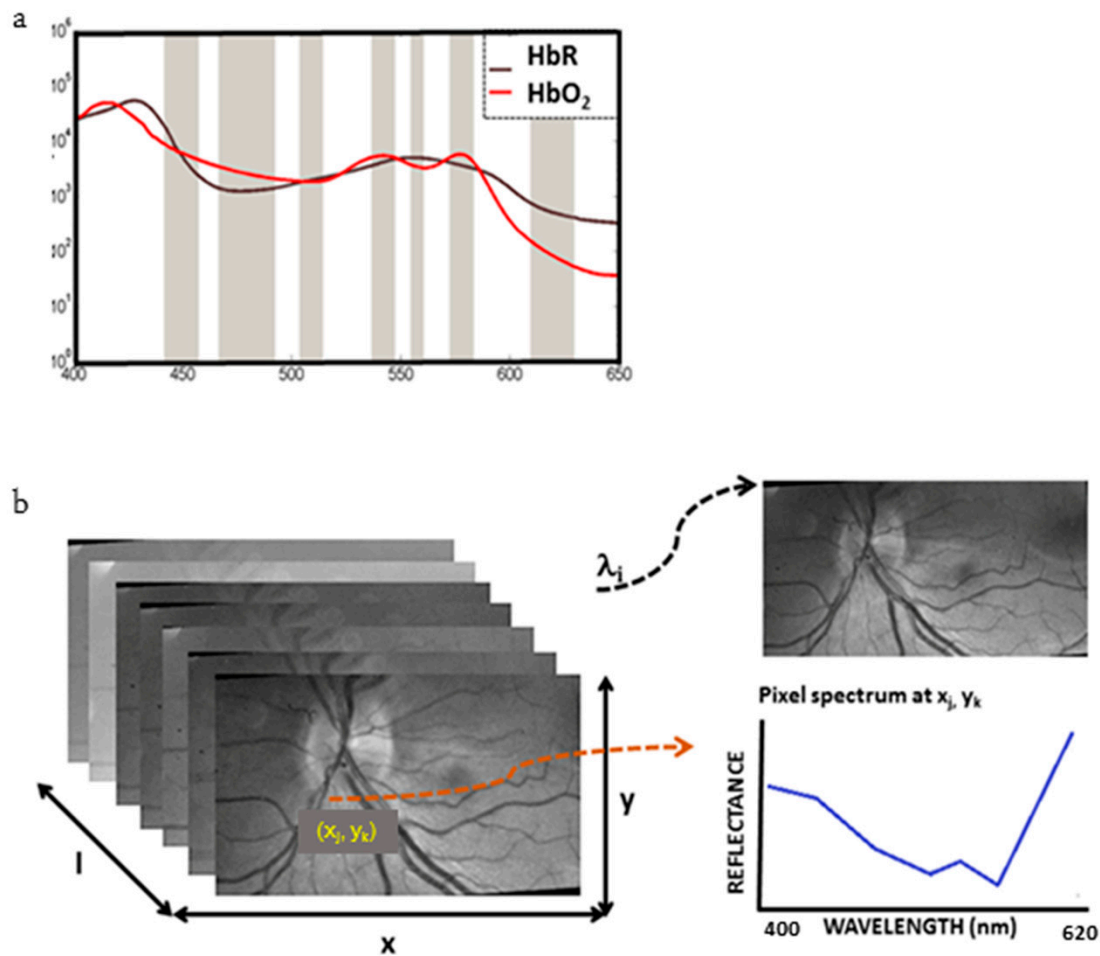 a
10⁶
10⁵
10⁴
10³
10²
10¹
10⁰
HbR
HbO₂
400 450 500 550 600 650
b
λᵢ
Pixel spectrum at xⱼ, yₖ
REFLECTANCE
400 WAVELENGTH (nm) 620
(xⱼ, yₖ)
y
l
x